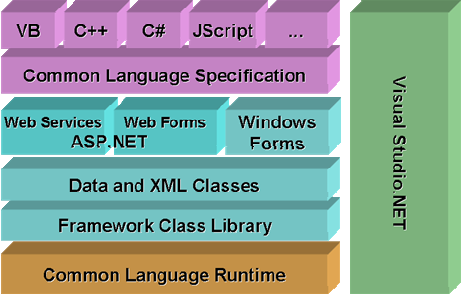 VB C++ C# JScript ...
Common Language Specification
Web Services Web Forms
ASP.NET
Windows
Forms
Data and XML Classes
Framework Class Library
Common Language Runtime
Visual Studio.NET